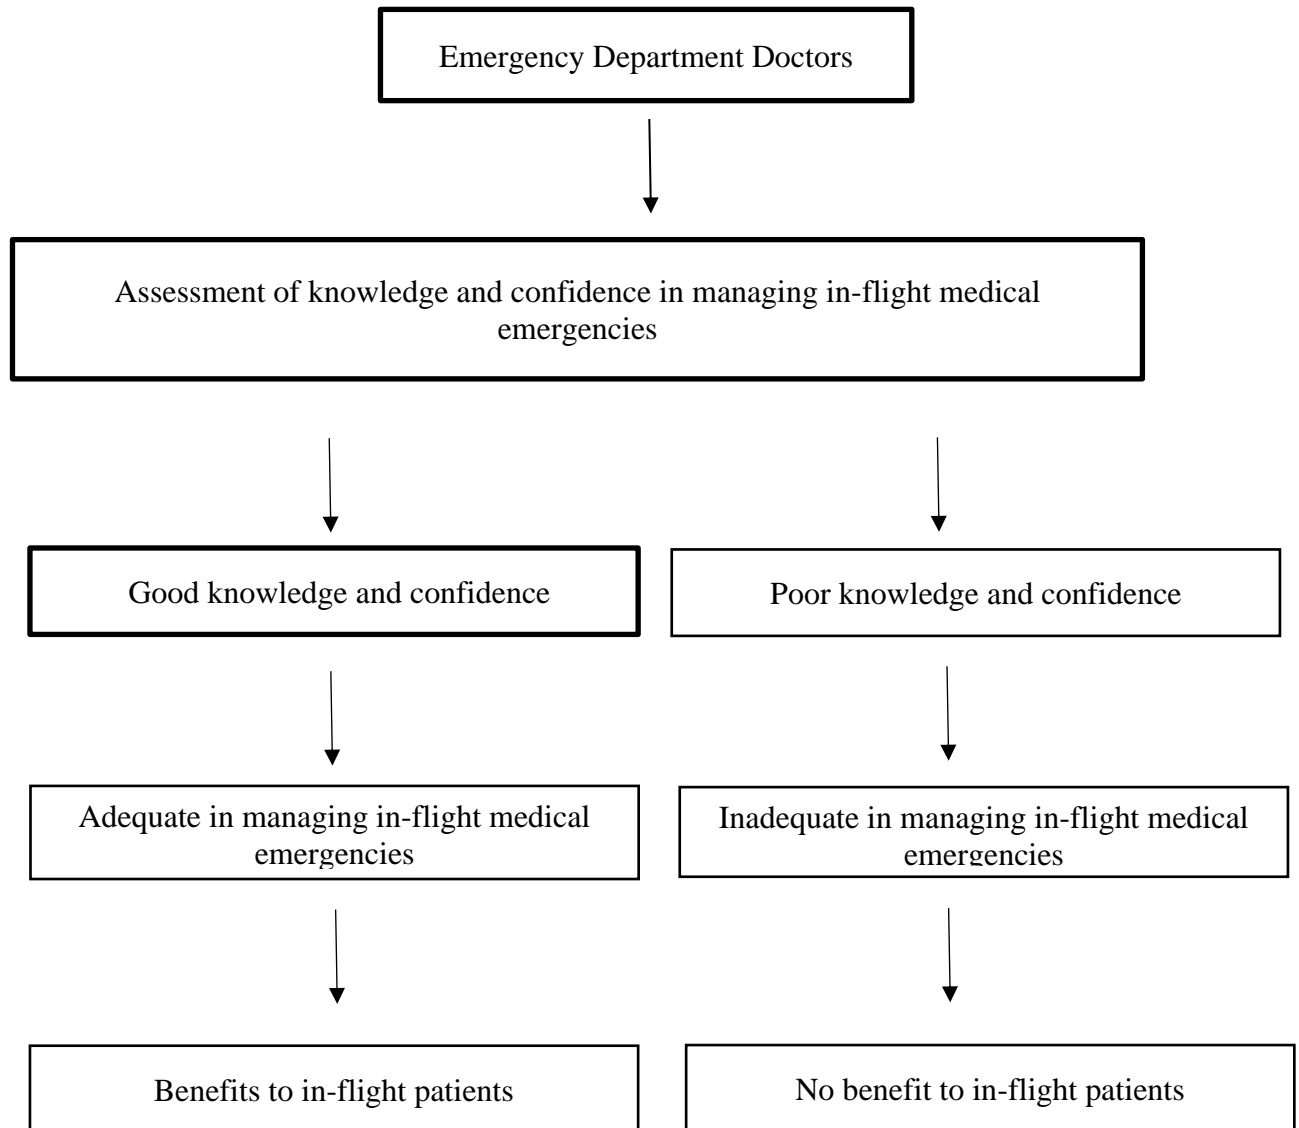 Emergency Department Doctors
Assessment of knowledge and confidence in managing in-flight medical
emergencies
Good knowledge and confidence
Poor knowledge and confidence
Adequate in managing in-flight medical
emergencies
Inadequate in managing in-flight medical
emergencies
Benefits to in-flight patients
No benefit to in-flight patients